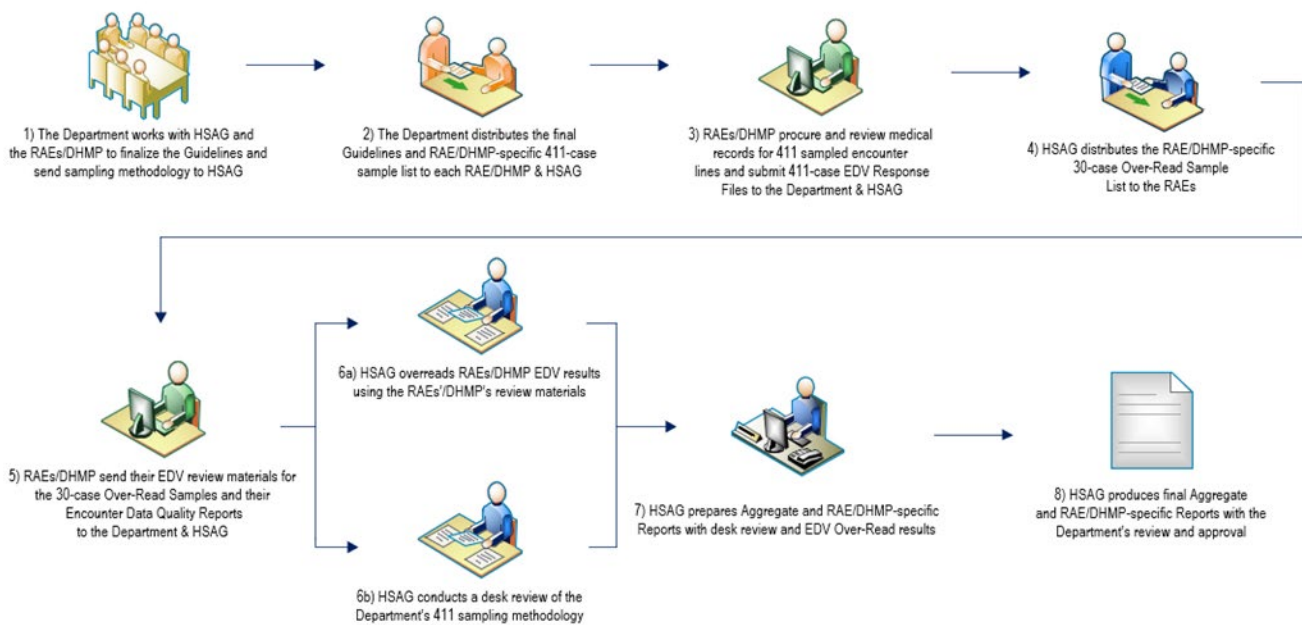 1) The Department works with HSAG and
the RAEs/DHMP to finalize the Guidelines and
send sampling methodology to HSAG
2) The Department distributes the final
Guidelines and RAE/DHMP-specific 411-case
sample list to each RAE/DHMP & HSAG
3) RAEs/DHMP procure and review medical
records for 411 sampled encounter
lines and submit 411-case EDV Response
Files to the Department & HSAG
4) HSAG distributes the RAE/DHMP-specific
30-case Over-Read Sample
List to the RAEs
5) RAEs/DHMP send their EDV review materials for
the 30-case Over-Read Samples and their
Encounter Data Quality Reports
to the Department & HSAG
6a) HSAG overreads RAEs/DHMP EDV results
using the RAEs'/DHMP's review materials
6b) HSAG conducts a desk review of the
Department's 411 sampling methodology
7) HSAG prepares Aggregate and RAE/DHMP-specific
Reports with desk review and EDV Over-Read results
8) HSAG produces final Aggregate
and RAE/DHMP-specific Reports with the
Department's review and approval